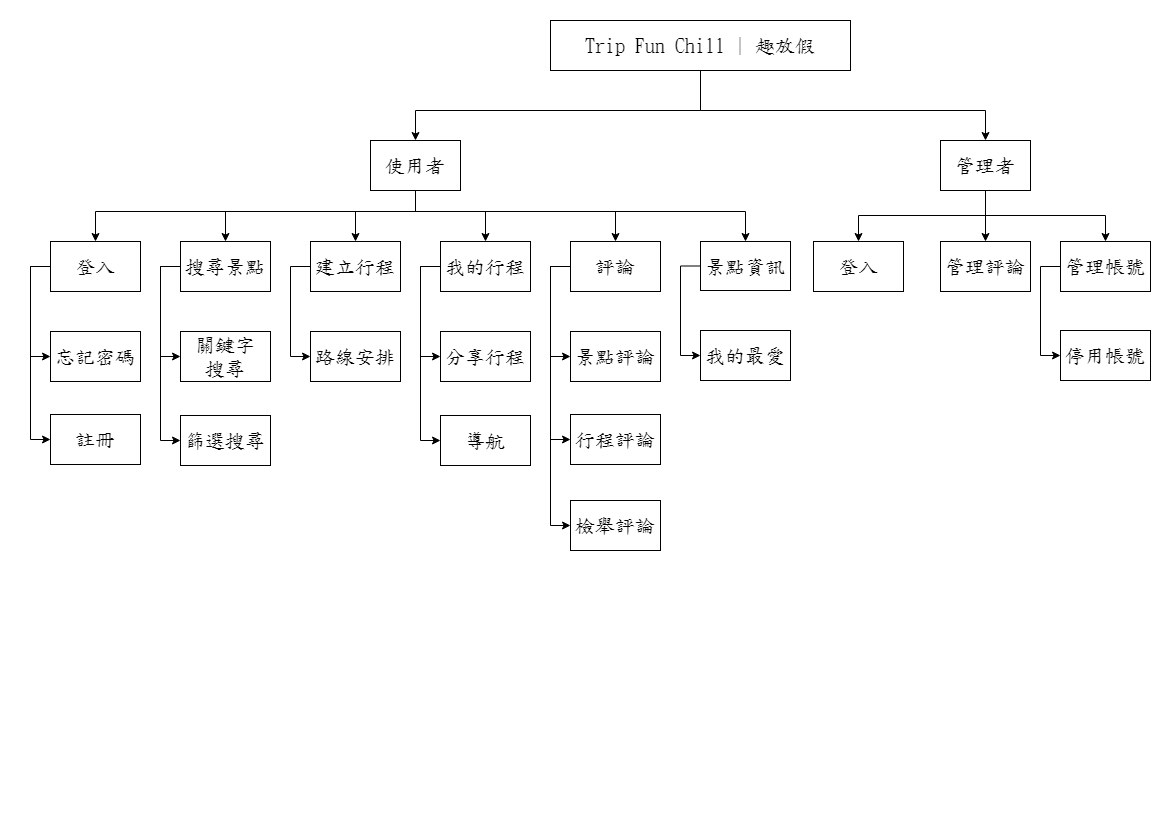 Trip Fun Chill | 趣放假
使用者
管理者
登入
搜尋景點
建立行程
我的行程
評論
景點資訊
登入
管理評論
管理帳號
忘記密碼
關鍵字
搜尋
路線安排
分享行程
景點評論
我的最愛
停用帳號
註冊
篩選搜尋
導航
行程評論
檢舉評論